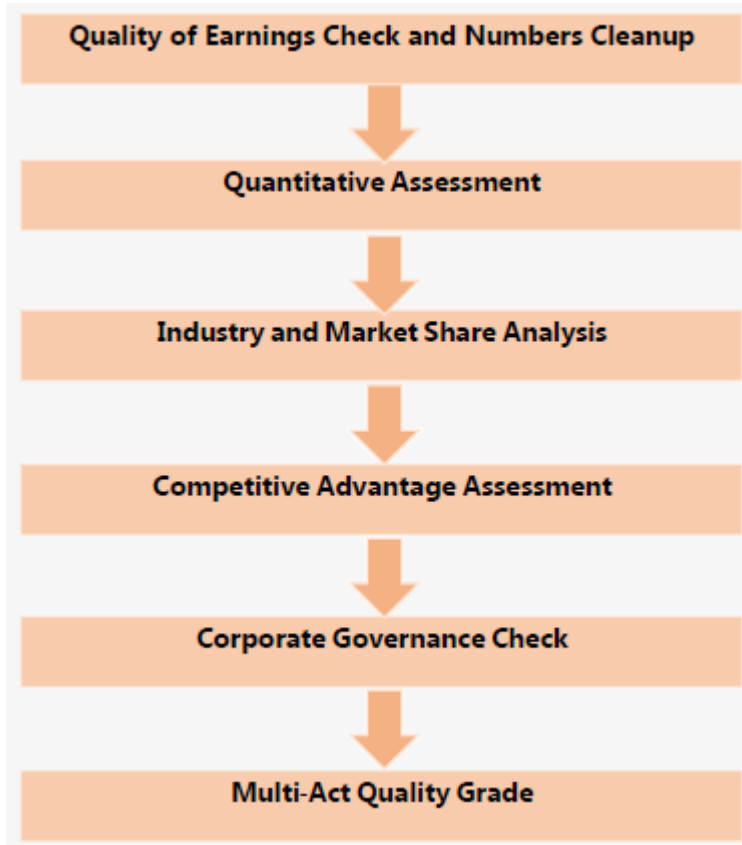 Quality of Earnings Check and Numbers Cleanup
Quantitative Assessment
Industry and Market Share Analysis
Competitive Advantage Assessment
Corporate Governance Check
Multi-Act Quality Grade